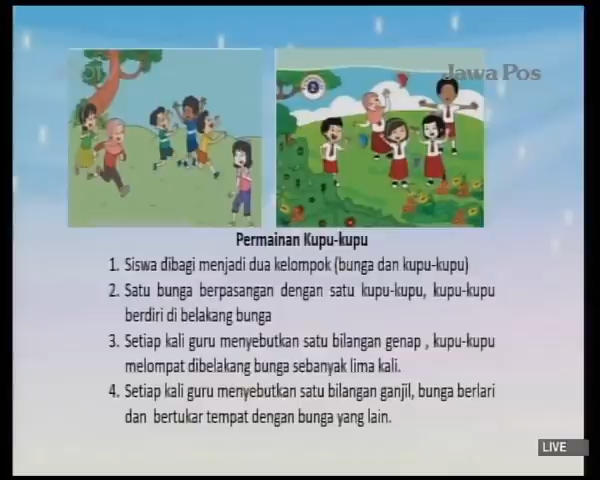 Jawa Pos
2
Permainan Kupu-kupu
1. Siswa dibagi menjadi dua kelompok (bunga dan kupu-kupu)
2. Satu bunga berpasangan dengan satu kupu-kupu, kupu-kupu
berdiri di belakang bunga
3. Setiap kali guru menyebutkan satu bilangan genap , kupu-kupu
melompat dibelakang bunga sebanyak lima kali.
4. Setiap kali guru menyebutkan satu bilangan ganjil, bunga berlari
dan bertukar tempat dengan bunga yang lain.
LIVE